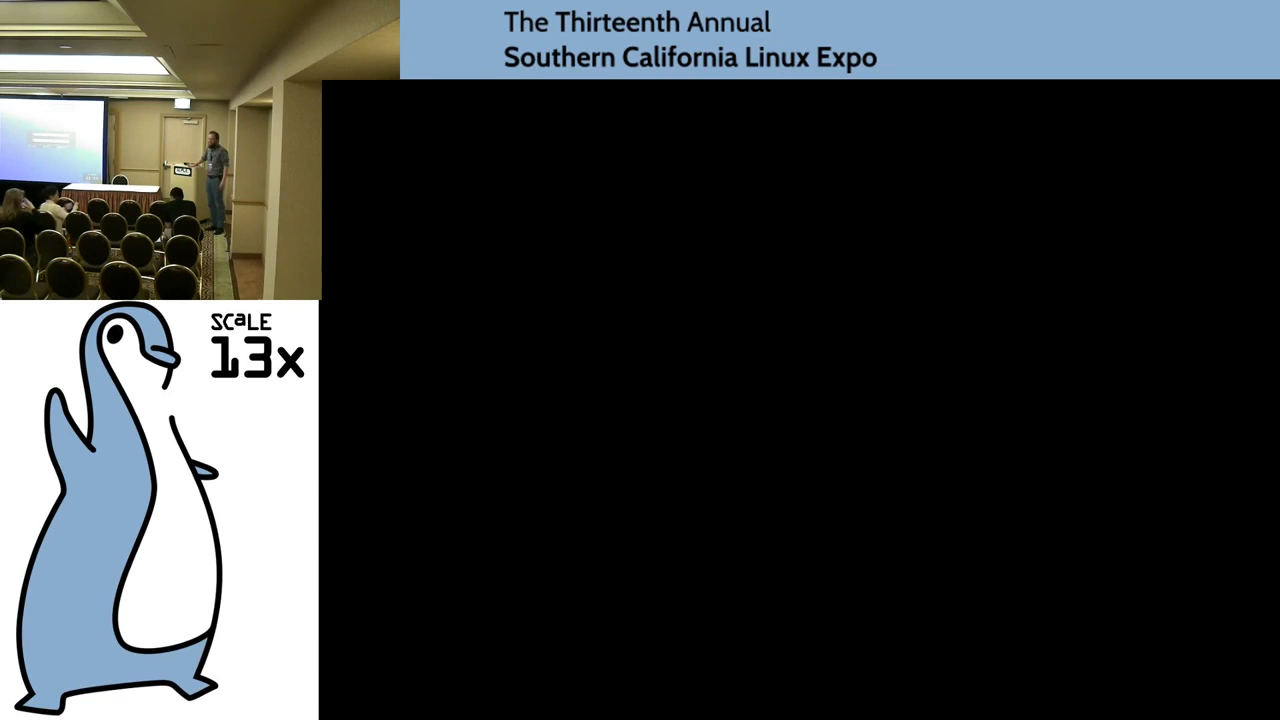 The Thirteenth Annual
Southern California Linux Expo
SCaLE
13x